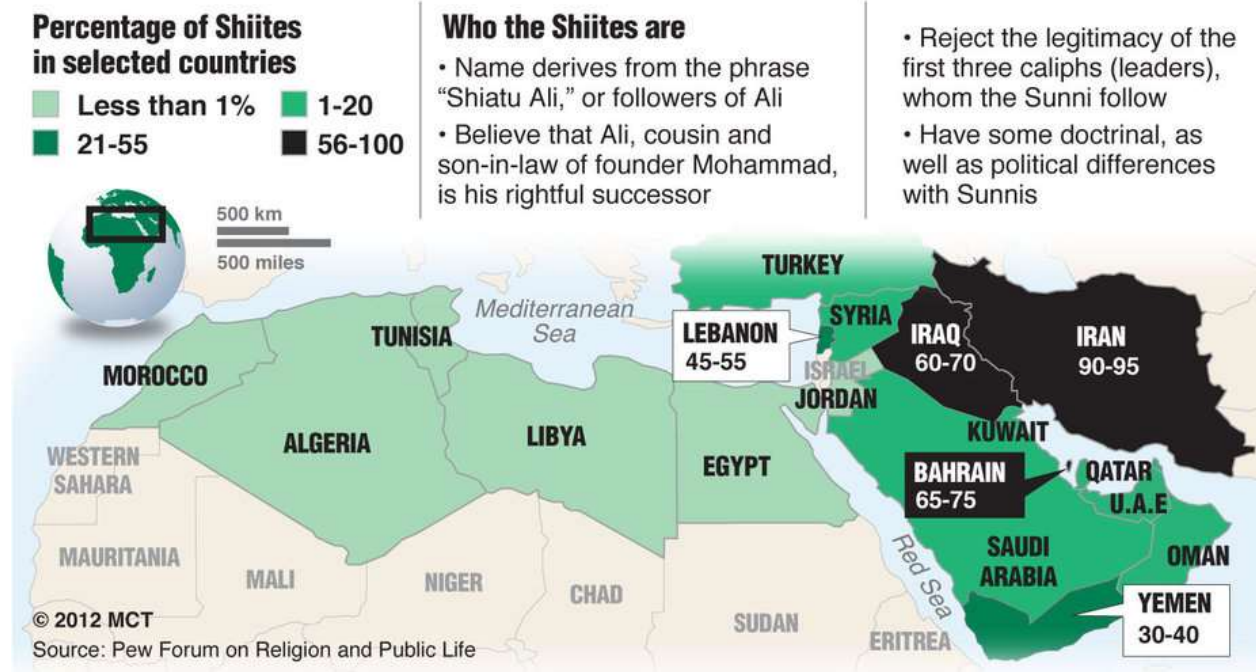 Percentage of Shiites
in selected countries
Less than 1%
1-20
21-55
56-100
Who the Shiites are
• Name derives from the phrase
“Shiatu Ali,” or followers of Ali
• Believe that Ali, cousin and
son-in-law of founder Mohammad,
is his rightful successor
• Reject the legitimacy of the
first three caliphs (leaders),
whom the Sunni follow
• Have some doctrinal, as
well as political differences
with Sunnis
500 km
500 miles
TURKEY
Mediterranean
Sea
TUNISIA
SYRIA
LEBANON
45-55
IRAQ
60-70
IRAN
90-95
ISRAEL
MOROCCO
JORDAN
ALGERIA
LIBYA
KUWAIT
WESTERN
SAHARA
EGYPT
BAHRAIN
65-75
QATAR
U.A.E
MAURITANIA
MALI
NIGER
CHAD
Red Sea
SAUDI
ARABIA
OMAN
SUDAN
ERITREA
YEMEN
30-40
© 2012 MCT
Source: Pew Forum on Religion and Public Life